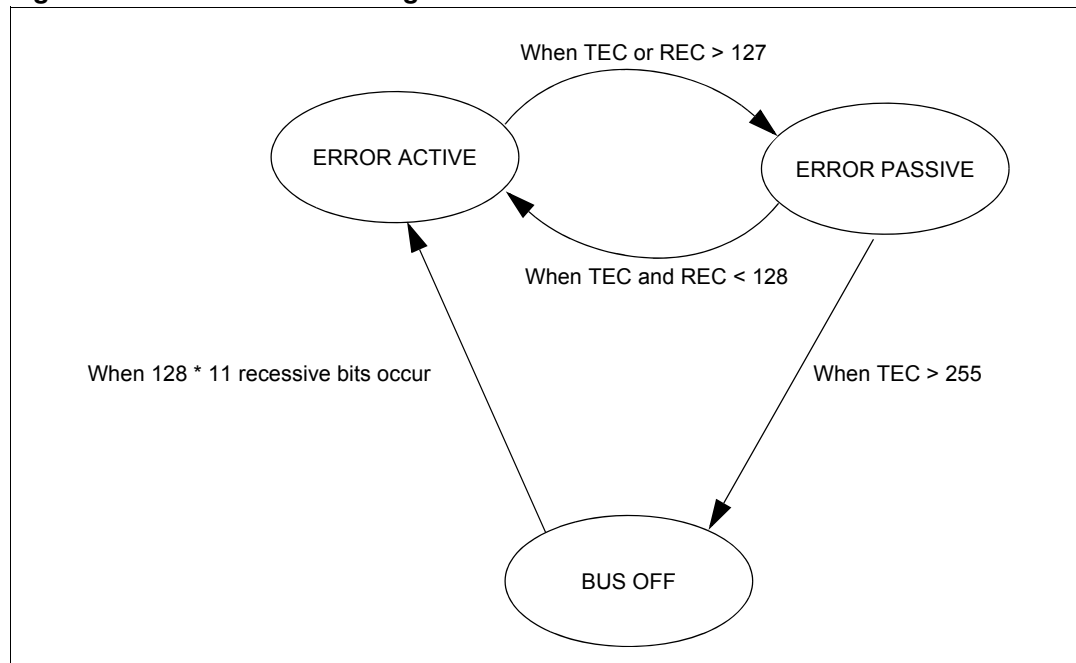 When TEC or REC > 127
ERROR ACTIVE
ERROR PASSIVE
When TEC and REC < 128
When 128 * 11 recessive bits occur
When TEC > 255
BUS OFF